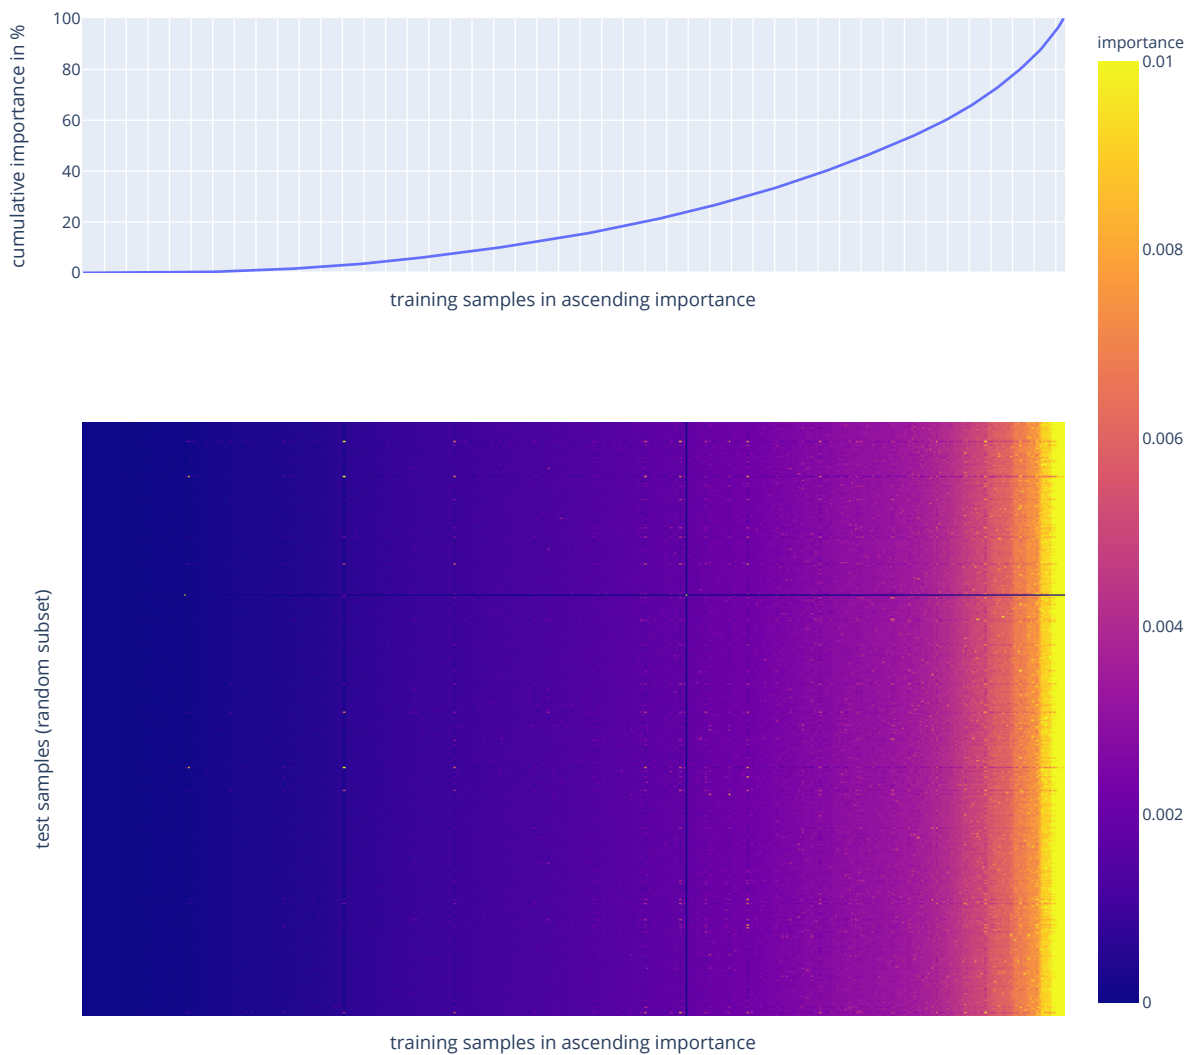 cumulative importance in %
100
80
60
40
20
0
training samples in ascending importance
importance
0.01
0.008
0.006
0.004
0.002
0
test samples (random subset)
training samples in ascending importance